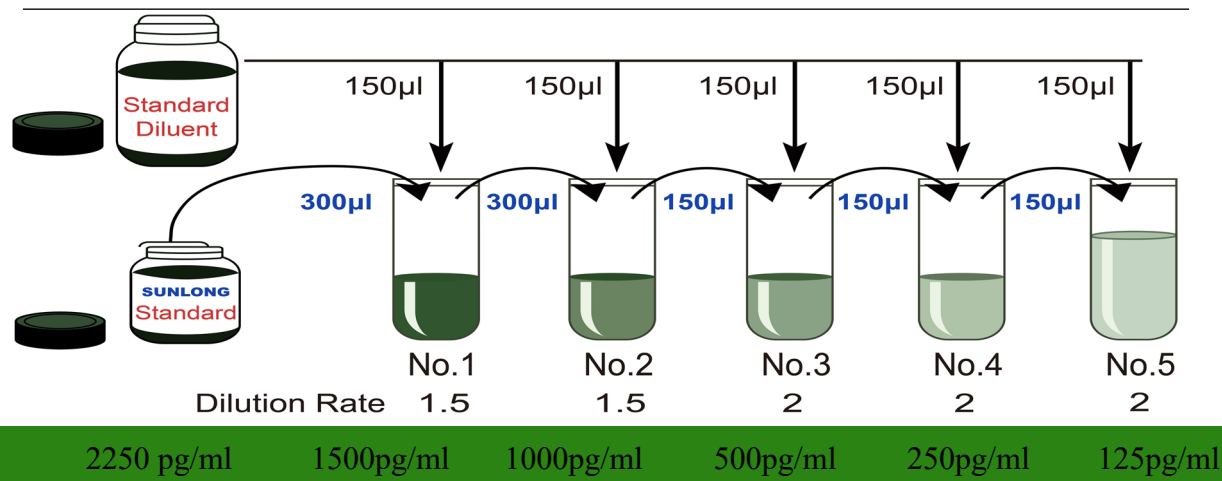 150µl 150µl 150µl 150µl 150µl
Standard
Diluent
300µl 300µl 150µl 150µl 150µl
SUNLONG
Standard
No.1 No.2 No.3 No.4 No.5
Dilution Rate 1.5 1.5 2 2 2
2250 pg/ml 1500pg/ml 1000pg/ml 500pg/ml 250pg/ml 125pg/ml